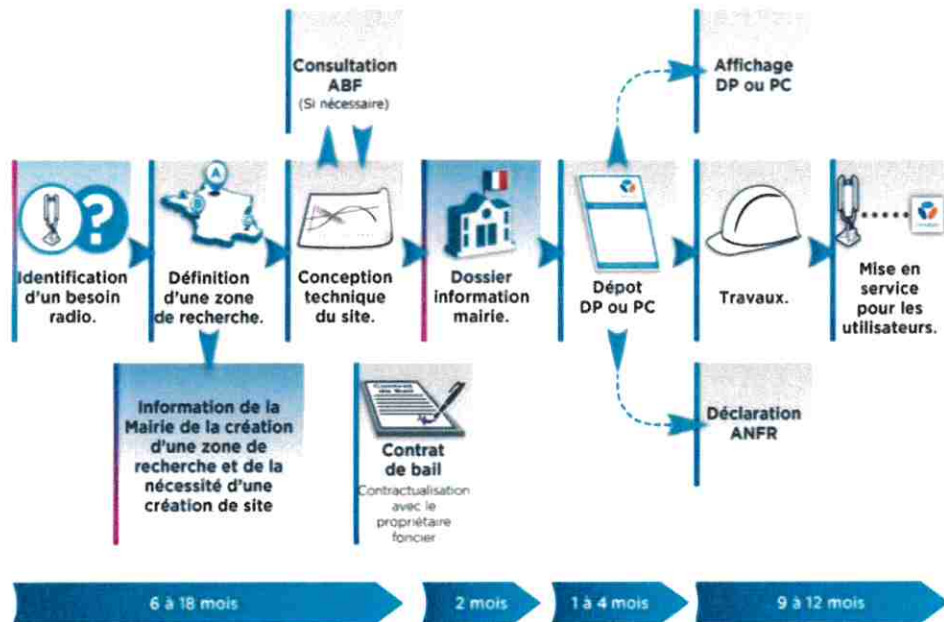 Consultation
ABF
(Si nécessaire)
Affichage
DP ou PC
A
?
Identification
d'un besoin
radio.
Définition
d'une zone
de recherche.
Conception
technique
du site.
Dossier
information
mairie.
Dépot
DP ou PC
Travaux.
Mise en
service
pour les
utilisateurs.
Information de la
Mairie de la création
d'une zone de
recherche et de la
nécessité d'une
création de site
Contrat
de Bail
Contrat
de bail
Contractualisation
avec le
propriétaire
foncier
Déclaration
ANFR
6 à 18 mois
2 mois
1 à 4 mois
9 à 12 mois